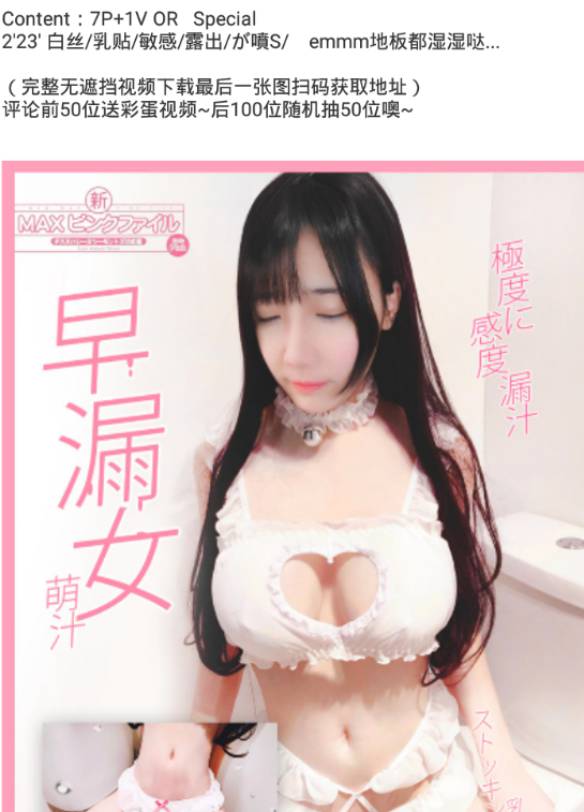 Content：7P+1V OR   Special
2'23' 白丝/乳贴/敏感/露出/が噴S/    emmm地板都湿湿哒...
（完整无遮挡视频下载最后一张图扫码获取地址）
评论前50位送彩蛋视频~后100位随机抽50位噢~
新
MAX ピンクファイル
早漏女
萌汁
極度に
感度
漏汁
ストッキン